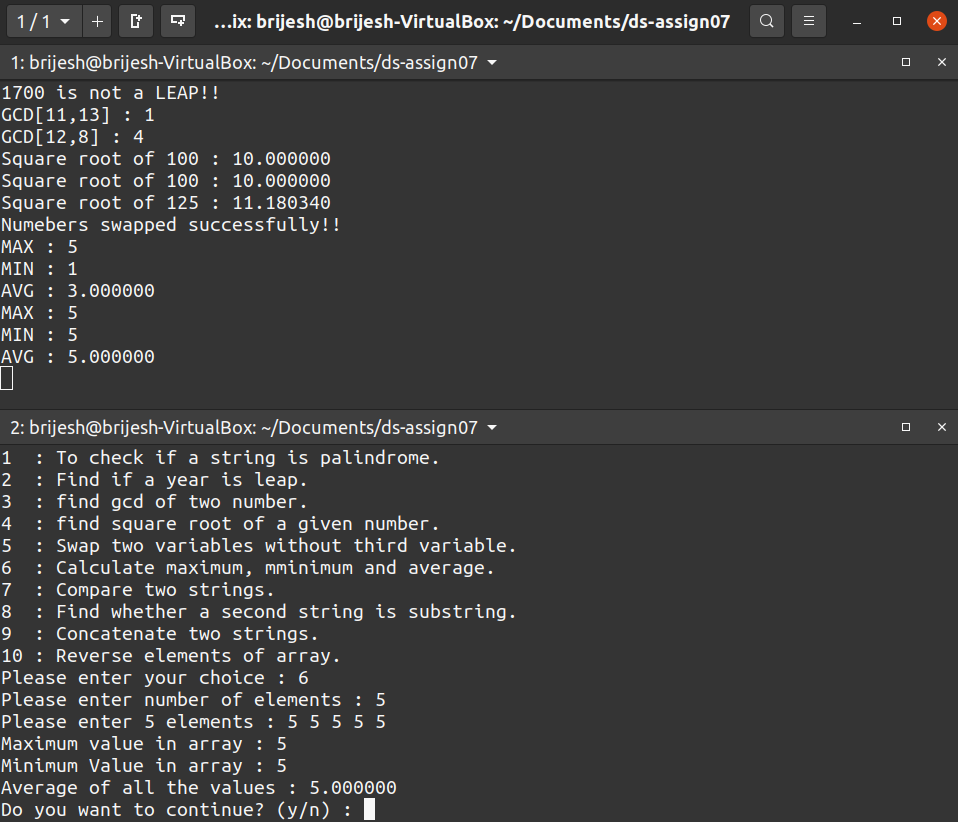 1 / 1
...ix: brijesh@brijesh-VirtualBox: ~/Documents/ds-assign07
1: brijesh@brijesh-VirtualBox: ~/Documents/ds-assign07
1700 is not a LEAP!!
GCD[11,13] : 1
GCD[12,8] : 4
Square root of 100 : 10.000000
Square root of 100 : 10.000000
Square root of 125 : 11.180340
Numebers swapped successfully!!
MAX : 5
MIN : 1
AVG : 3.000000
MAX : 5
MIN : 5
AVG : 5.000000
2: brijesh@brijesh-VirtualBox: ~/Documents/ds-assign07
1  : To check if a string is palindrome.
2  : Find if a year is leap.
3  : find gcd of two number.
4  : find square root of a given number.
5  : Swap two variables without third variable.
6  : Calculate maximum, mminimum and average.
7  : Compare two strings.
8  : Find whether a second string is substring.
9  : Concatenate two strings.
10 : Reverse elements of array.
Please enter your choice : 6
Please enter number of elements : 5
Please enter 5 elements : 5 5 5 5 5
Maximum value in array : 5
Minimum Value in array : 5
Average of all the values : 5.000000
Do you want to continue? (y/n) :